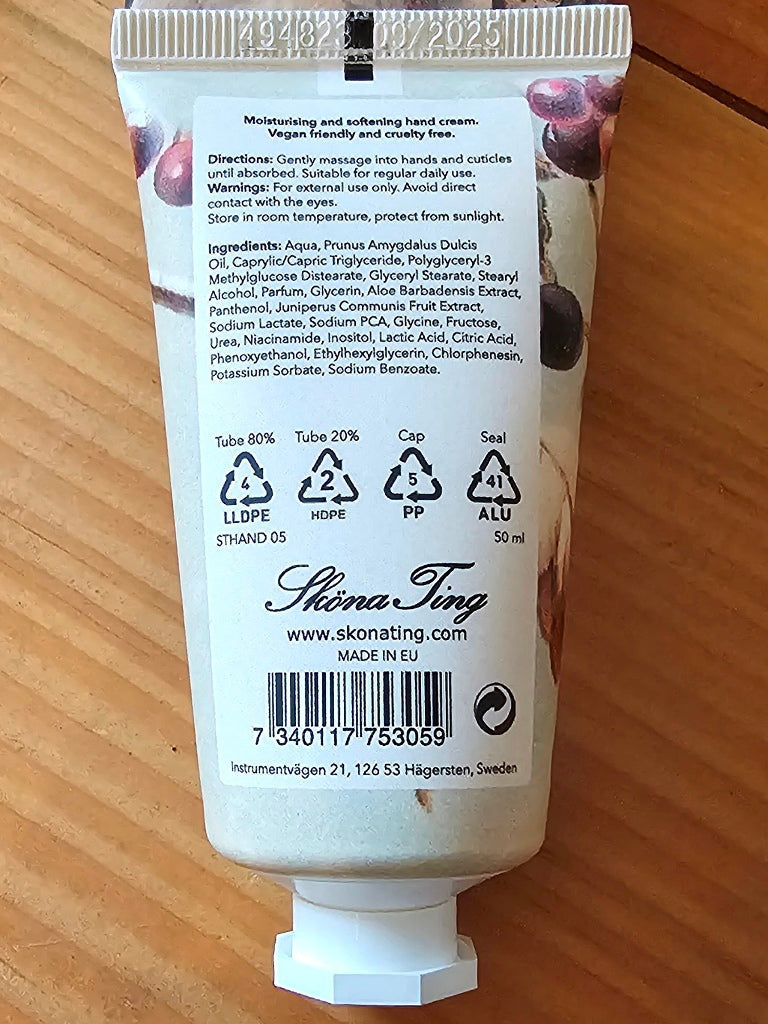 494823 /2025
Moisturising and softening hand cream.
Vegan friendly and cruelty free.
Directions: Gently massage into hands and cuticles
until absorbed. Suitable for regular daily use.
Warnings: For external use only. Avoid direct
contact with the eyes.
Store in room temperature, protect from sunlight.
Ingredients: Aqua, Prunus Amygdalus Dulcis
Oil, Caprylic/Capric Triglyceride, Polyglyceryl-3
Methylglucose Distearate, Glyceryl Stearate, Stearyl
Alcohol, Parfum, Glycerin, Aloe Barbadensis Extract,
Panthenol, Juniperus Communis Fruit Extract,
Sodium Lactate, Sodium PCA, Glycine, Fructose,
Urea, Niacinamide, Inositol, Lactic Acid, Citric Acid,
Phenoxyethanol, Ethylhexylglycerin, Chlorphenesin,
Potassium Sorbate, Sodium Benzoate.
Tube 80% Tube 20% Cap Seal
4 2 5 41
LLDPE HDPE PP ALU
STHAND 05 50 ml
Sköna Ting
www.skonating.com
MADE IN EU
7 340117 753059
Instrumentvägen 21, 126 53 Hägersten, Sweden